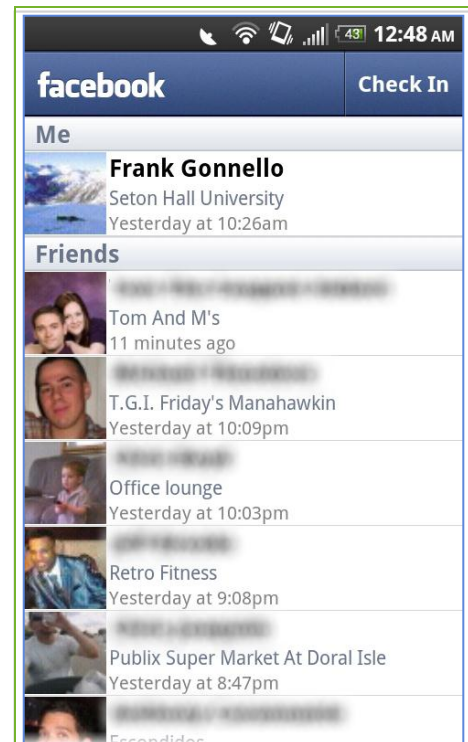 43
12:48 AM
facebook
Check In
Me
Frank Gonnello
Seton Hall University
Yesterday at 10:26am
Friends
Tom And M's
11 minutes ago
T.G.I. Friday's Manahawkin
Yesterday at 10:09pm
Office lounge
Yesterday at 10:03pm
Retro Fitness
Yesterday at 9:08pm
Publix Super Market At Doral Isle
Yesterday at 8:47pm
Escondidos